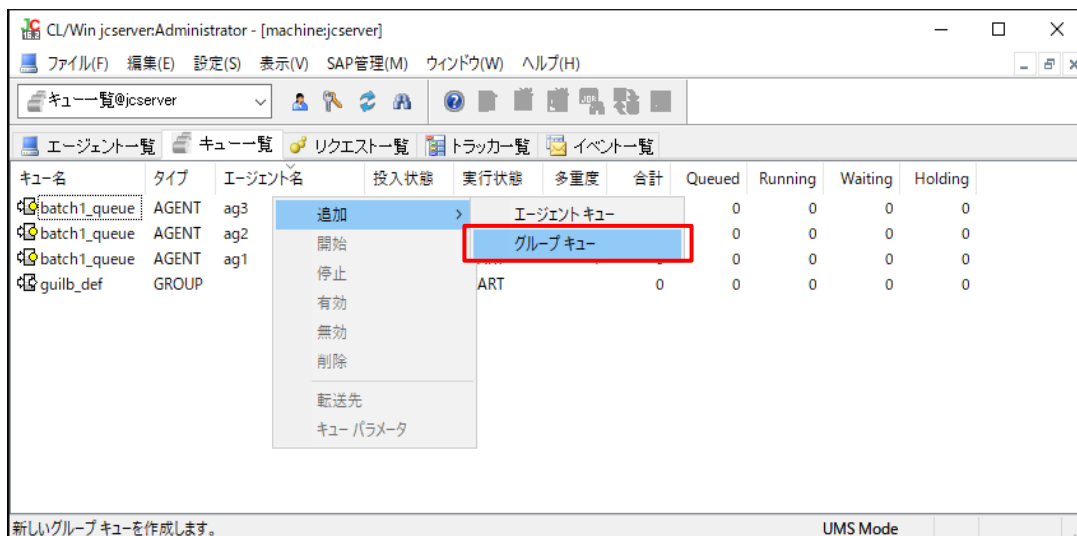 CL/Win jcserver:Administrator - [machine:jcserver]
ファイル(F) 編集(E) 設定(S) 表示(V) SAP管理(M) ウィンドウ(W) ヘルプ(H)
キュー一覧@jcserver
エージェント一覧 キュー一覧 リクエスト一覧 トラッカ一覧 イベント一覧
キュー名 タイプ エージェント名 投入状態 実行状態 多重度 合計 Queued Running Waiting Holding
batch1_queue AGENT ag3 追加 エージェント キュー 0 0 0 0
batch1_queue AGENT ag2 開始 グループ キュー 0 0 0 0
batch1_queue AGENT ag1 停止 0 0 0 0
guilb_def GROUP ART 0 0 0 0 0
有効
無効
削除
転送先
キュー パラメータ
新しいグループ キューを作成します。 UMS Mode